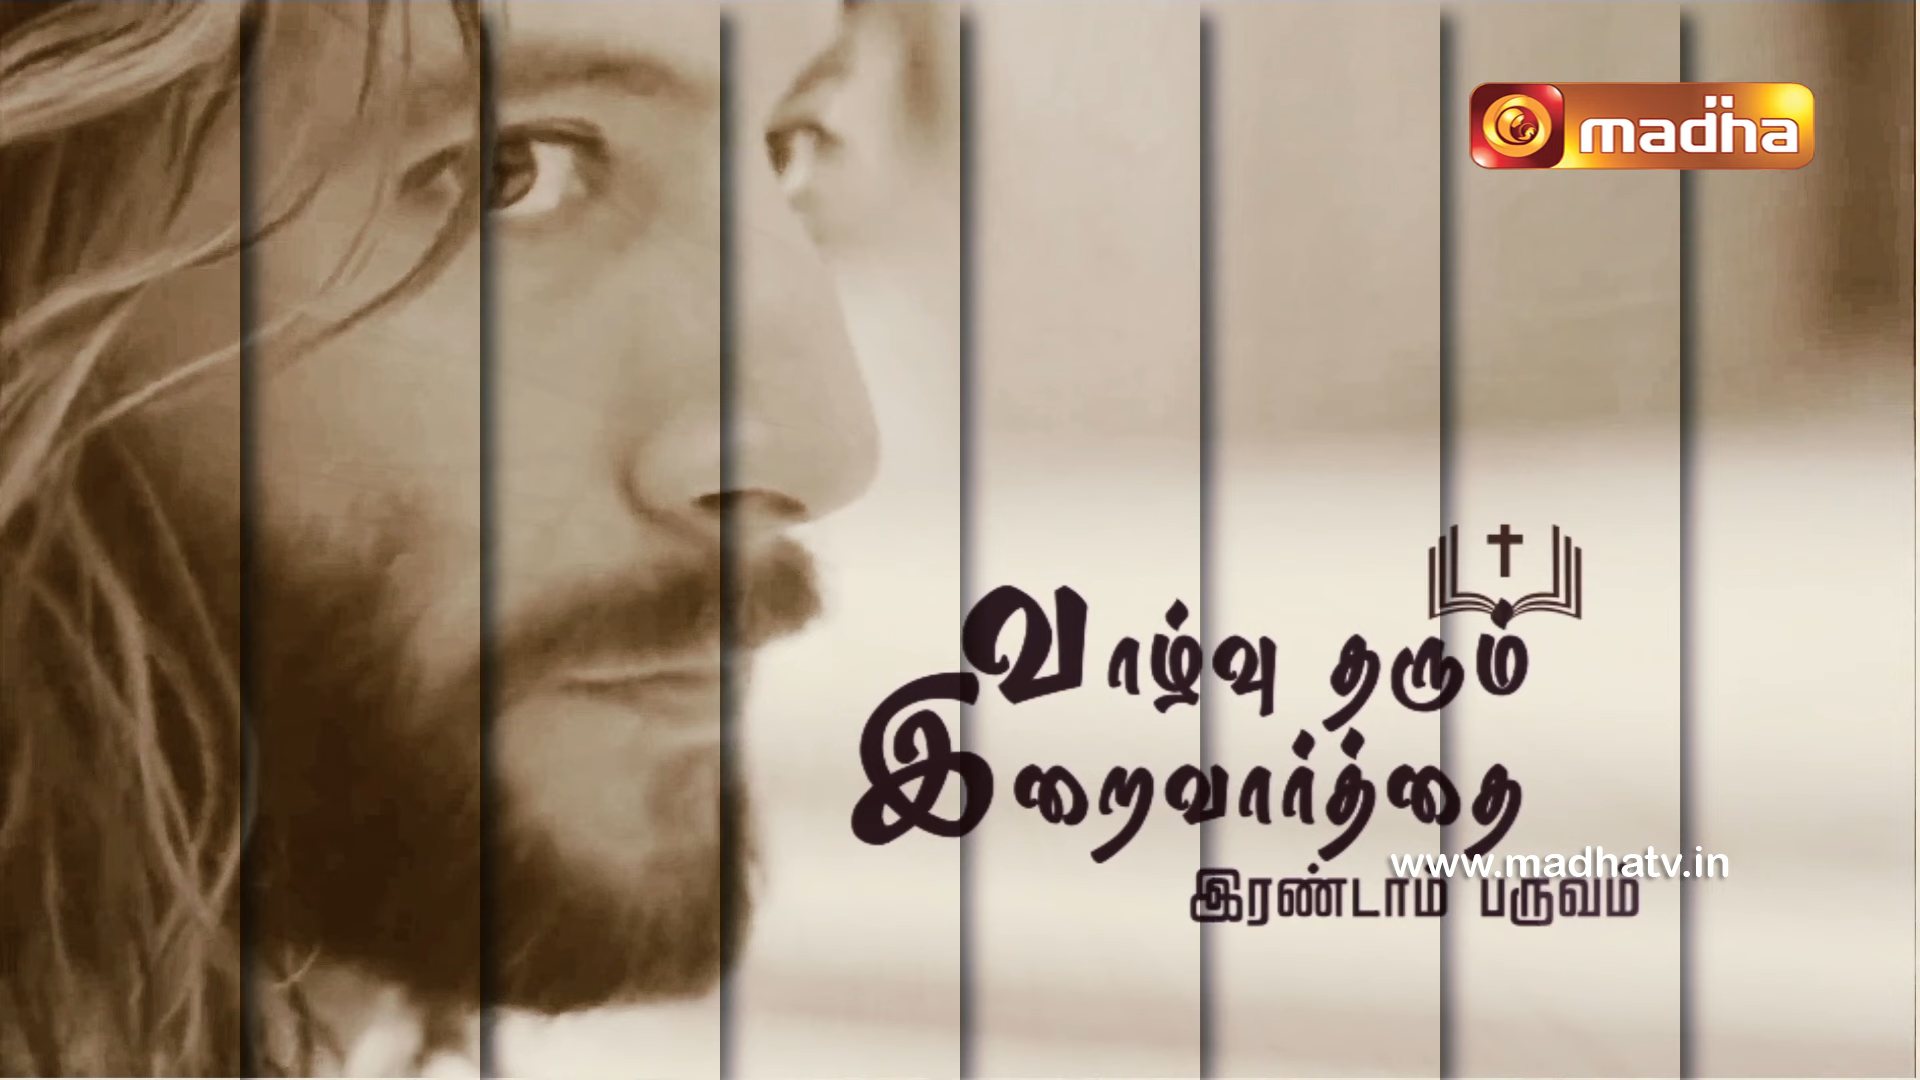 madha
வாழ்வு தரும்
இறைவார்த்தை
www.madhatv.in
இரண்டாம் பருவம்